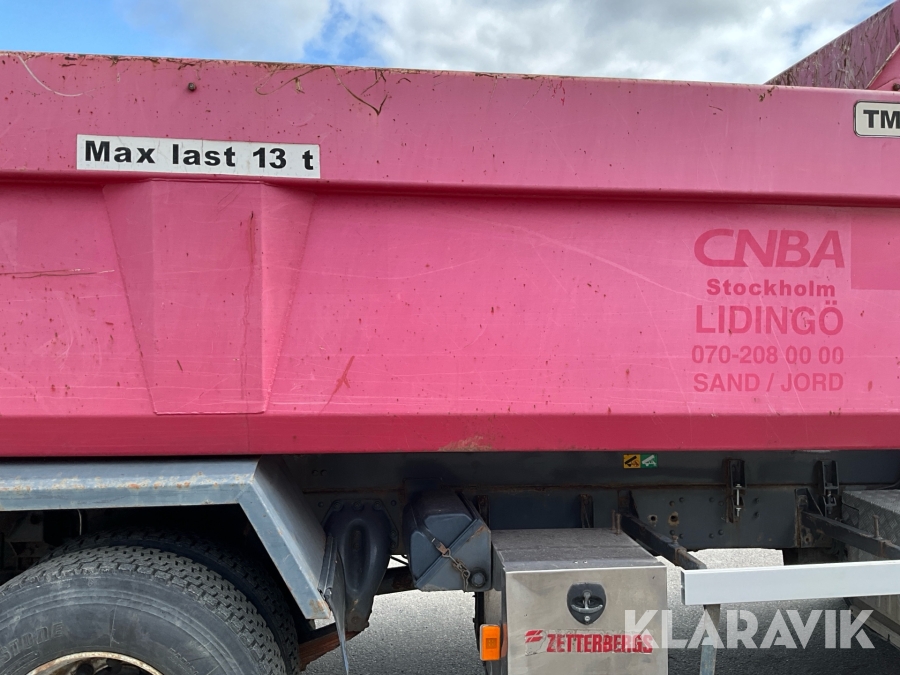 TM
Max last 13 t
CNBA
Stockholm
LIDINGÖ
070-208 00 00
SAND / JORD
ZETTERBERGS
KLARAVIK